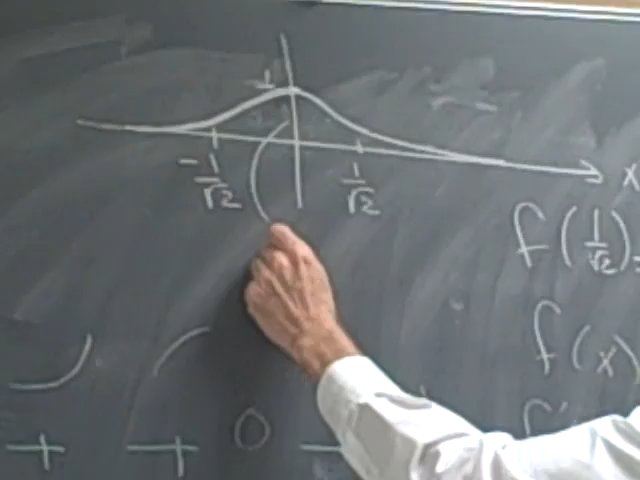 1
-1/√2 1/√2 x
f(1/√2)
f(x)
f'
+ + 0 -